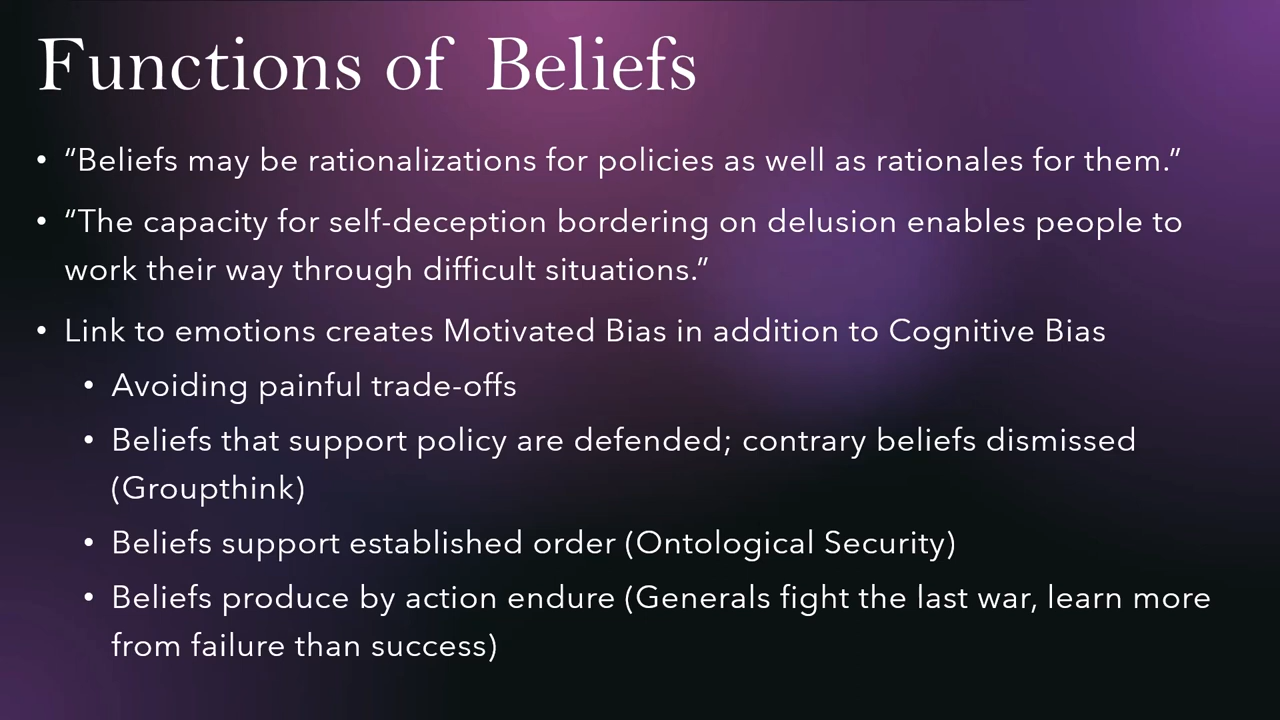 Functions of Beliefs
• “Beliefs may be rationalizations for policies as well as rationales for them.”
• “The capacity for self-deception bordering on delusion enables people to
work their way through difficult situations.”
• Link to emotions creates Motivated Bias in addition to Cognitive Bias
• Avoiding painful trade-offs
• Beliefs that support policy are defended; contrary beliefs dismissed
(Groupthink)
• Beliefs support established order (Ontological Security)
• Beliefs produce by action endure (Generals fight the last war, learn more
from failure than success)